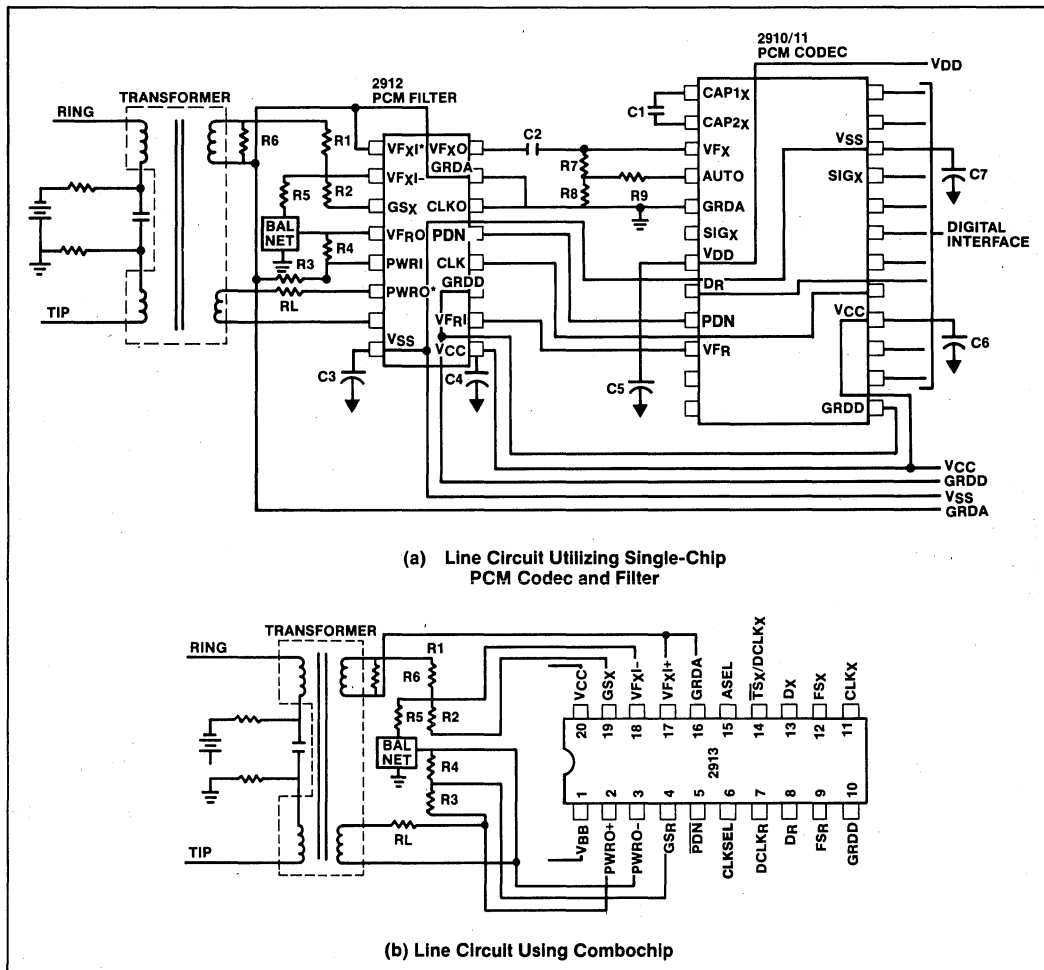 2910/11
PCM CODEC
VDD
2912
PCM FILTER
TRANSFORMER
RING
R6
R1
R2
R5
BAL
NET
R4
R3
RL
TIP
VFXI*
VFXI-
GSX
VFRO
PWRI
PWRO*
VSS
VFXO
GRDA
CLKO
PDN
CLK
GRDD
VFRI
VCC
C3
C4
C2
R7
R8
R9
C1
C5
CAP1X
CAP2X
VFX
AUTO
GRDA
SIGX
VDD
DR
PDN
VFR
VSS
SIGX
VCC
GRDD
C7
C6
DIGITAL
INTERFACE
VCC
GRDD
VSS
GRDA
(a) Line Circuit Utilizing Single-Chip
PCM Codec and Filter
TRANSFORMER
RING
R1
R6
R5
R2
BAL
NET
R4
R3
RL
TIP
VCC
GSX
VFXI-
VFXI+
GRDA
ASEL
TSX/DCLKX
DX
FSX
CLKX
20
19
18
17
16
15
14
13
12
11
2913
1
2
3
4
5
6
7
8
9
10
VBB
PWRO+
PWRO-
GSR
PDN
CLKSEL
DCLKR
DR
FSR
GRDD
(b) Line Circuit Using Combochip